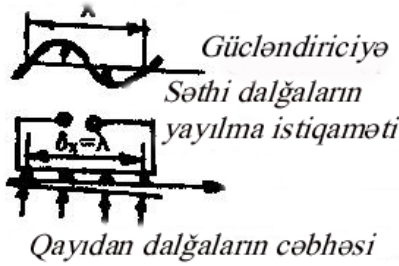 λ
Gücləndiriciyə
Səthi dalğaların
yayılma istiqaməti
δx=λ
Qayıdan dalğaların cəbhəsi